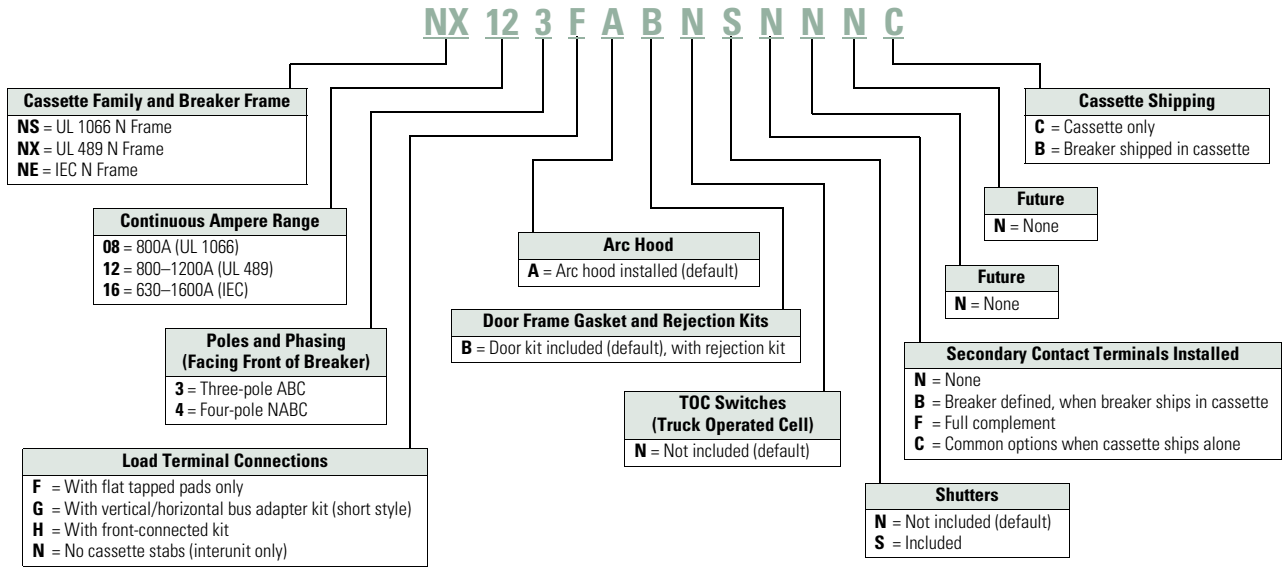 NX 12 3 F A B N S N N N C
Cassette Family and Breaker Frame
NS = UL 1066 N Frame
NX = UL 489 N Frame
NE = IEC N Frame
Continuous Ampere Range
08 = 800A (UL 1066)
12 = 800–1200A (UL 489)
16 = 630–1600A (IEC)
Poles and Phasing
(Facing Front of Breaker)
3 = Three-pole ABC
4 = Four-pole NABC
Load Terminal Connections
F = With flat tapped pads only
G = With vertical/horizontal bus adapter kit (short style)
H = With front-connected kit
N = No cassette stabs (interunit only)
Arc Hood
A = Arc hood installed (default)
Door Frame Gasket and Rejection Kits
B = Door kit included (default), with rejection kit
TOC Switches
(Truck Operated Cell)
N = Not included (default)
Shutters
N = Not included (default)
S = Included
Secondary Contact Terminals Installed
N = None
B = Breaker defined, when breaker ships in cassette
F = Full complement
C = Common options when cassette ships alone
Future
N = None
Future
N = None
Cassette Shipping
C = Cassette only
B = Breaker shipped in cassette